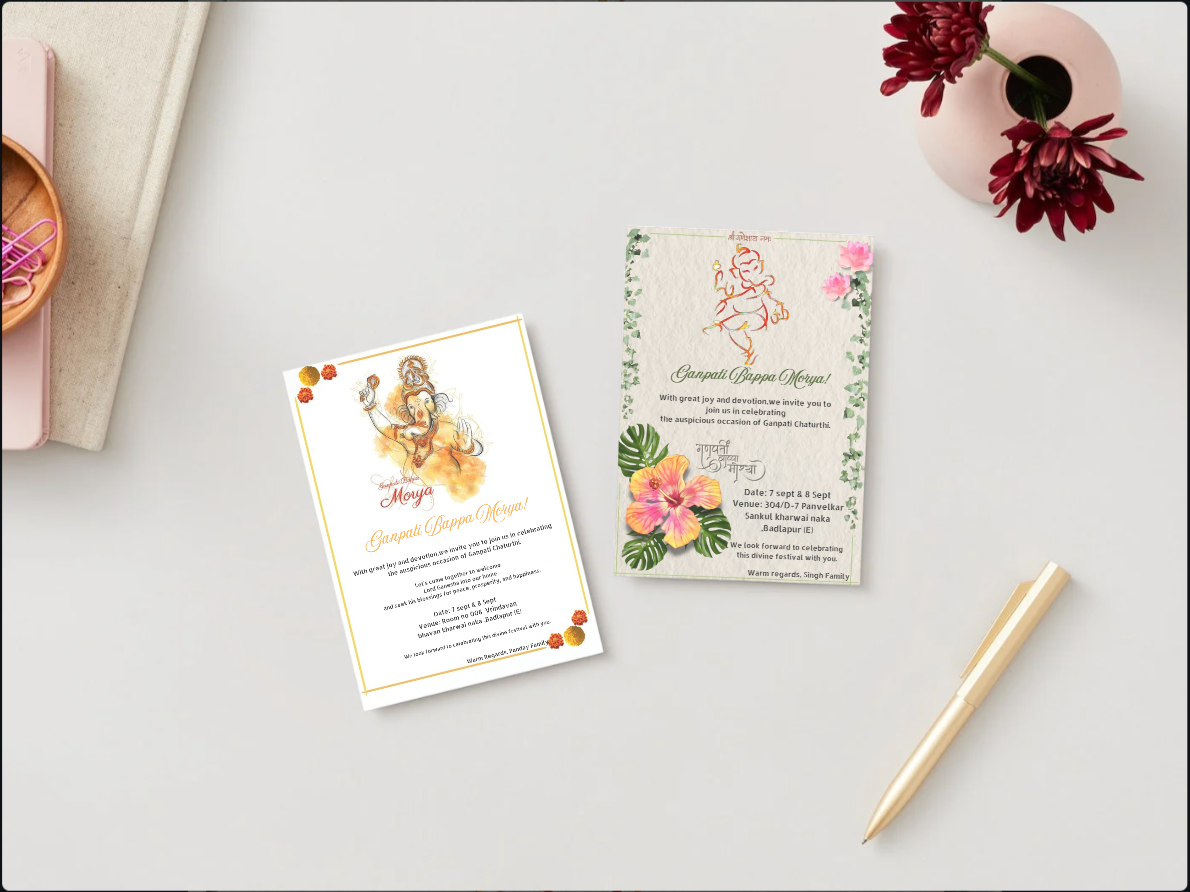 Ganpati Bappa
Morya
Ganpati Bappa Morya!
With great joy and devotion,we invite you to join us in celebrating
the auspicious occasion of Ganpati Chaturthi.
Let's come together to welcome
Lord Ganesha into our home
and seek his blessings for peace, prosperity, and happiness.
Date: 7 sept & 8 Sept
Venue: Room no 008 Vrindavan
bhavan kharwai naka ,Badlapur (E)
We look forward to celebrating this divine festival with you.
Warm Regards, Panday Family
श्री गणेशाय नमः
Ganpati Bappa Morya!
With great joy and devotion,we invite you to
join us in celebrating
the auspicious occasion of Ganpati Chaturthi.
गणपती
बाप्पा
मोरया
Date: 7 sept & 8 Sept
Venue: 304/D-7 Panvelkar
Sankul kharwai naka
,Badlapur (E)
We look forward to celebrating
this divine festival with you.
Warm regards, Singh Family